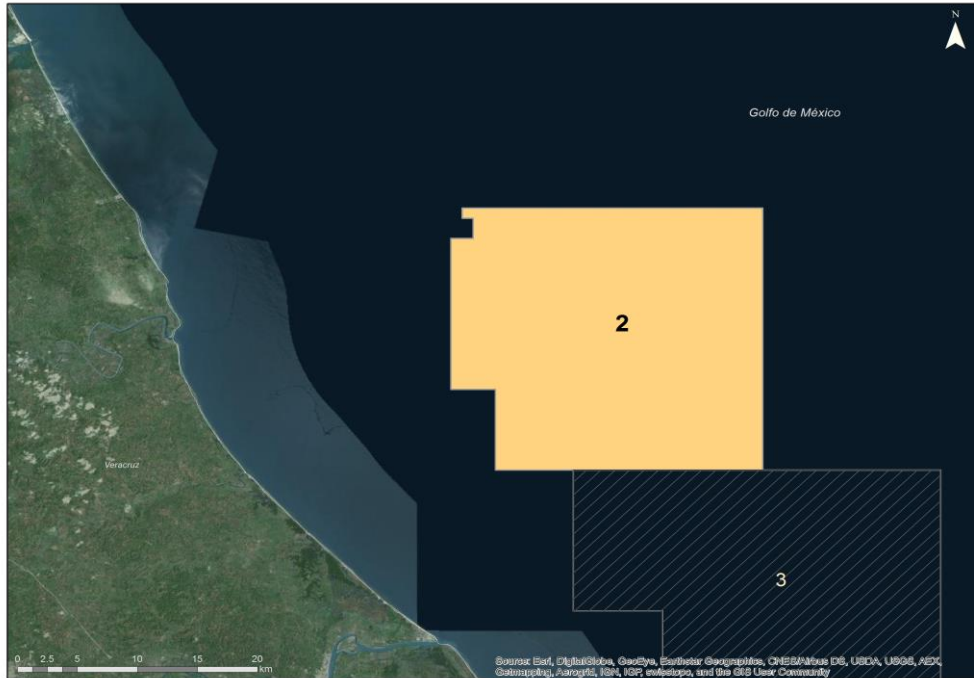 N
Golfo de México
2
Veracruz
3
0 2.5 5 10 15 20
km
Source: Esri, DigitalGlobe, GeoEye, Earthstar Geographics, CNES/Airbus DS, USDA, USGS, AEX,
Getmapping, Aerogrid, IGN, IGP, swisstopo, and the GIS User Community